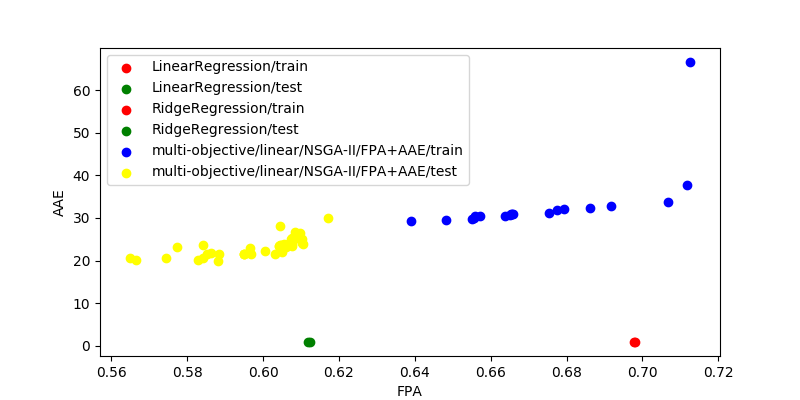 LinearRegression/train
LinearRegression/test
RidgeRegression/train
RidgeRegression/test
multi-objective/linear/NSGA-II/FPA+AAE/train
multi-objective/linear/NSGA-II/FPA+AAE/test
AAE
60
50
40
30
20
10
0
0.56 0.58 0.60 0.62 0.64 0.66 0.68 0.70 0.72
FPA